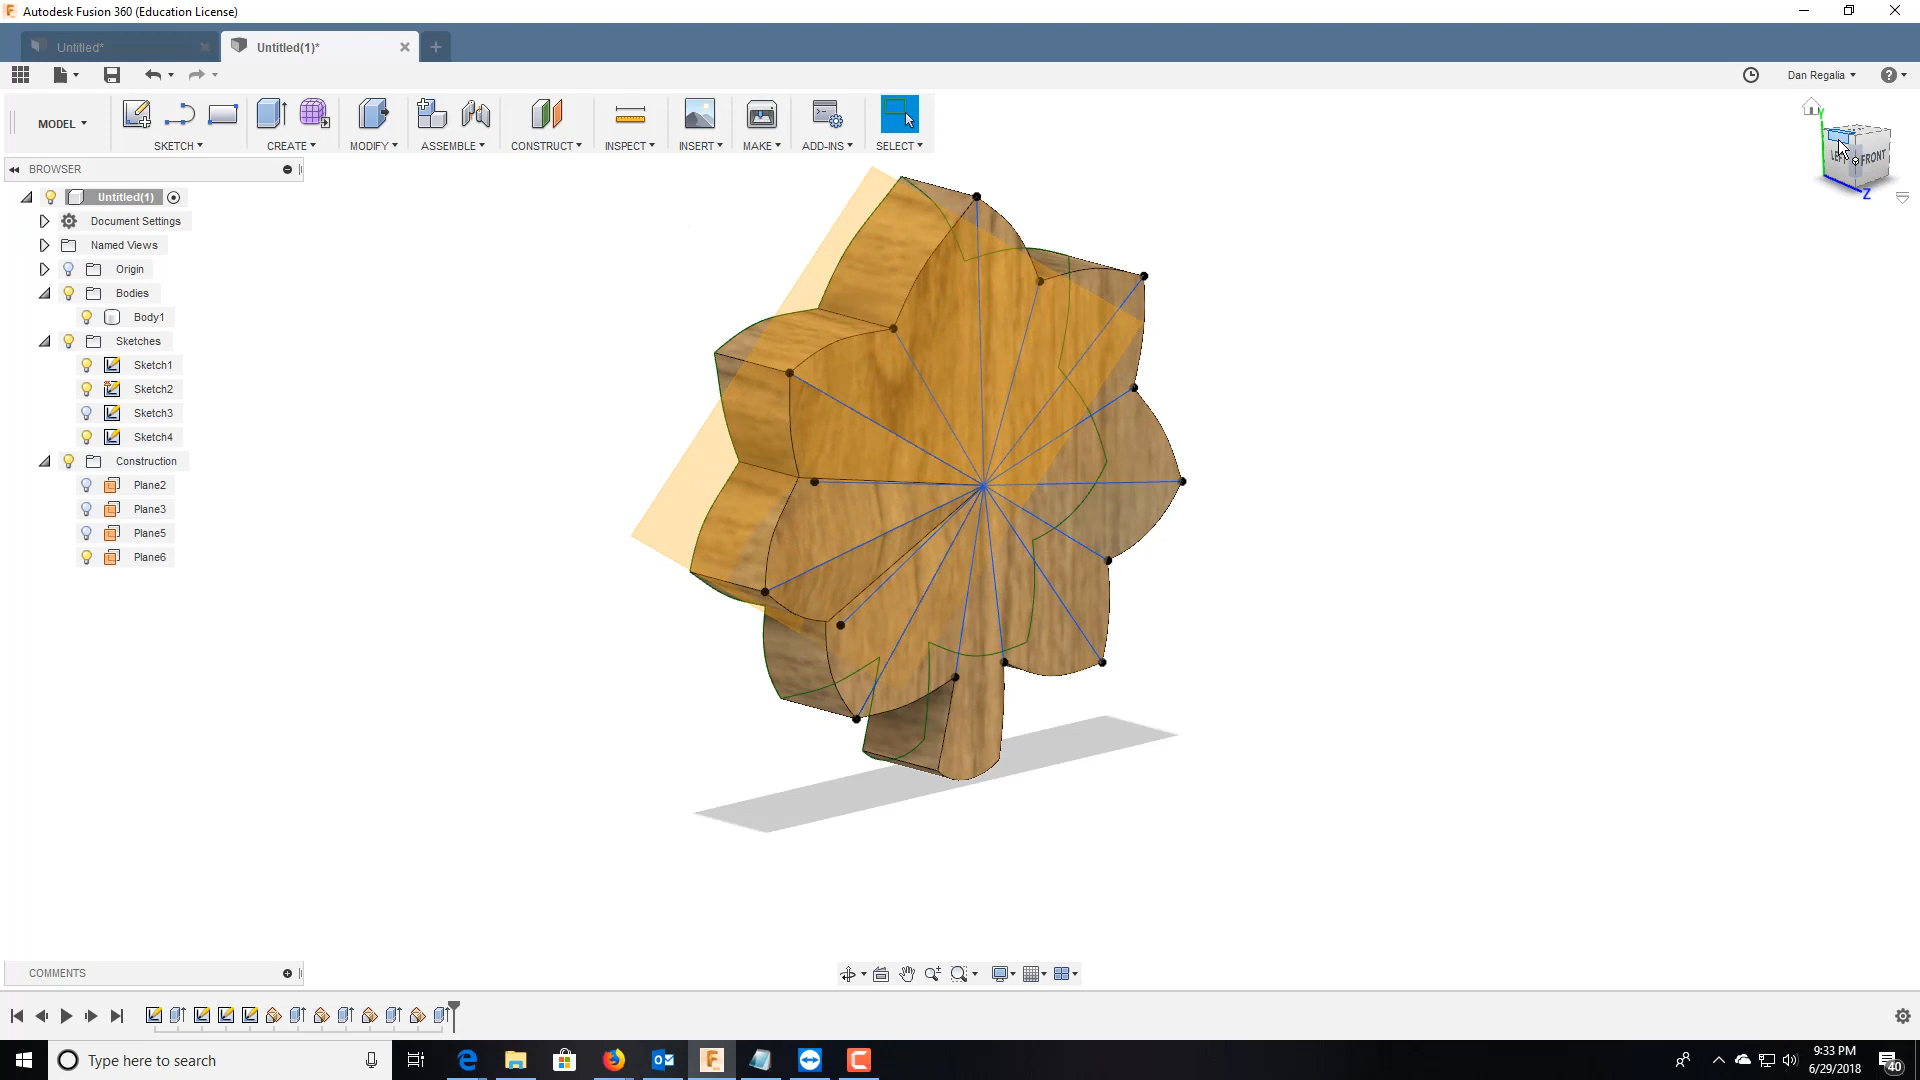 Autodesk Fusion 360 (Education License)
Untitled*
Untitled(1)*
Dan Regalia
MODEL
SKETCH
CREATE
MODIFY
ASSEMBLE
CONSTRUCT
INSPECT
INSERT
MAKE
ADD-INS
SELECT
Y
FRONT
Z
BROWSER
Untitled(1)
Document Settings
Named Views
Origin
Bodies
Body1
Sketches
Sketch1
Sketch2
Sketch3
Sketch4
Construction
Plane2
Plane3
Plane5
Plane6
COMMENTS
Type here to search
9:33 PM
6/29/2018
40